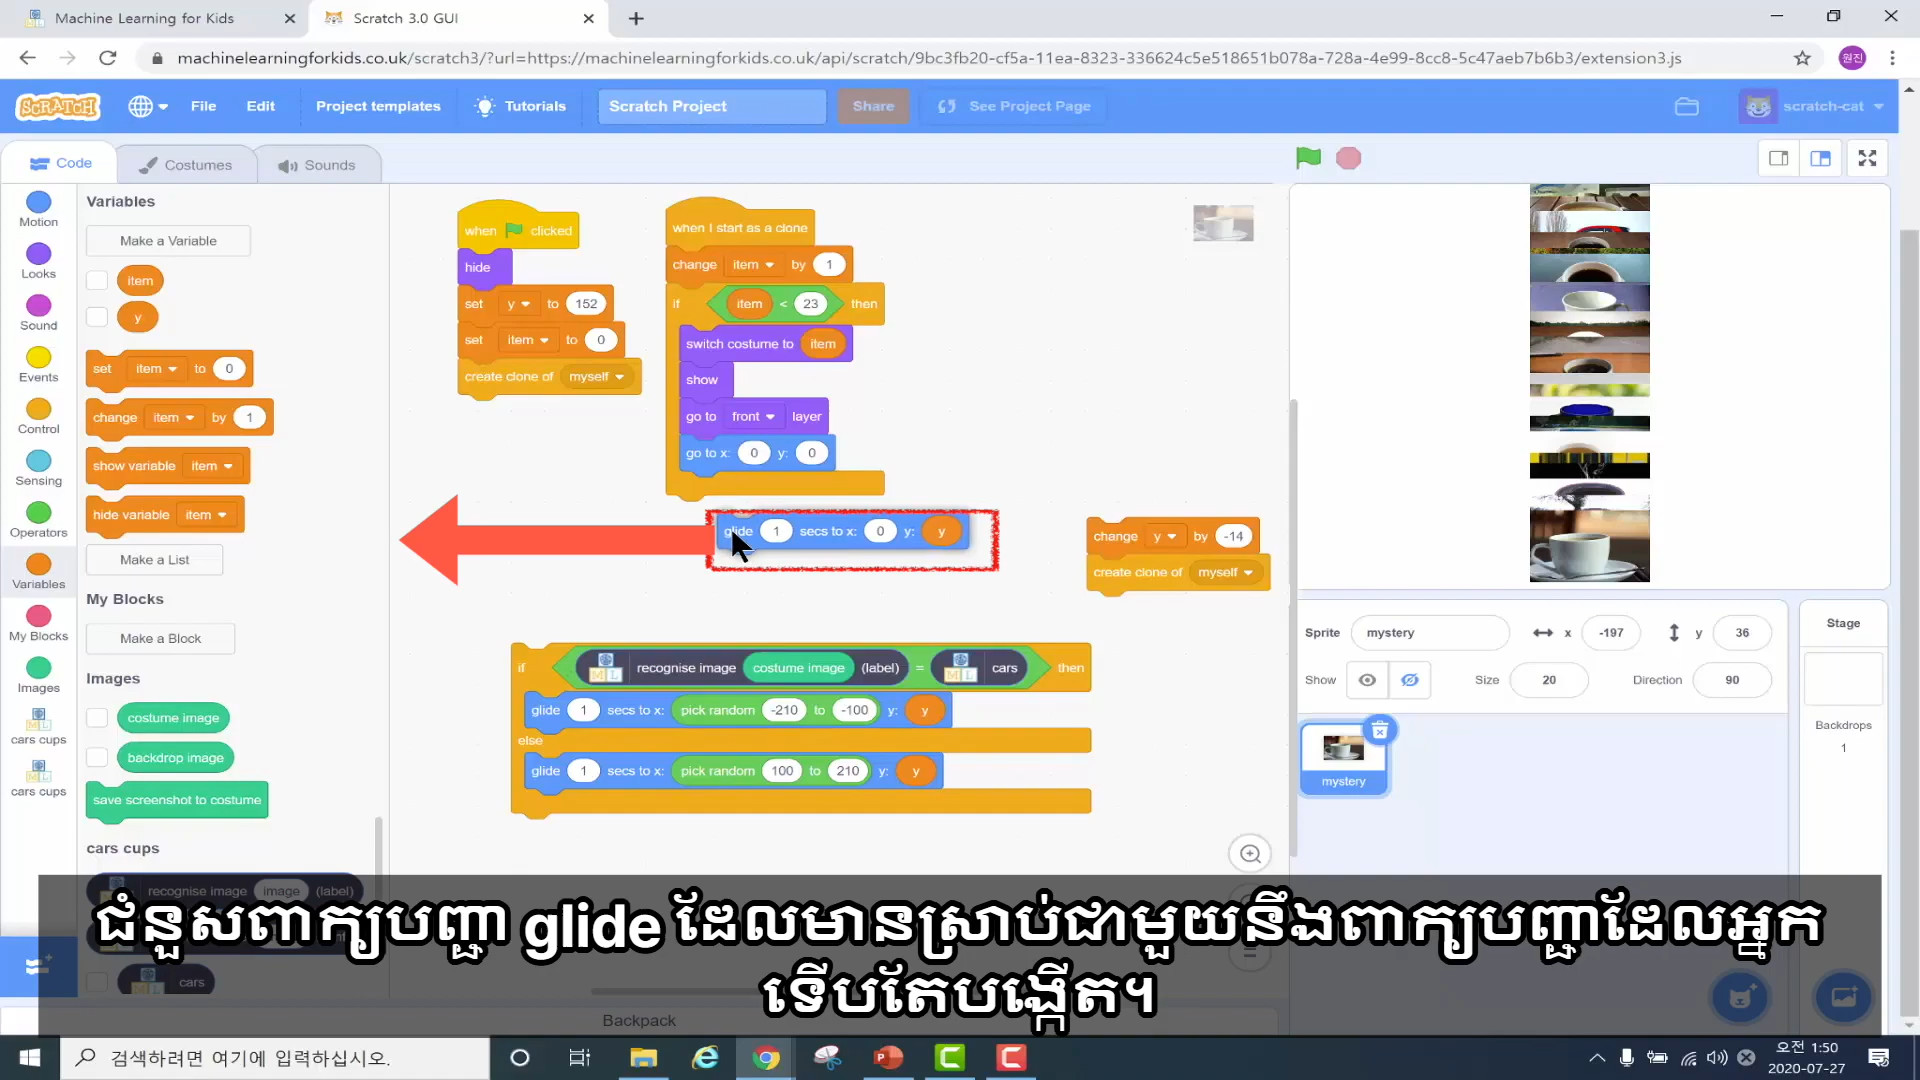 Machine Learning for Kids
Scratch 3.0 GUI
machinelearningforkids.co.uk/scratch3/?url=https://machinelearningforkids.co.uk/api/scratch/9bc3fb20-cf5a-11ea-8323-336624c5e518651b078a-728a-4e99-8cc8-5c47aeb7b6b3/extension3.js
원진
SCRATCH
File
Edit
Project templates
Tutorials
Scratch Project
Share
See Project Page
scratch-cat
Code
Costumes
Sounds
Motion
Looks
Sound
Events
Control
Sensing
Operators
Variables
My Blocks
Images
cars cups
cars cups
Variables
Make a Variable
item
y
set item to 0
change item by 1
show variable item
hide variable item
Make a List
My Blocks
Make a Block
Images
costume image
backdrop image
save screenshot to costume
cars cups
recognise image image (label)
cars
when clicked
hide
set y to 152
set item to 0
create clone of myself
when I start as a clone
change item by 1
if item < 23 then
switch costume to item
show
go to front layer
go to x: 0 y: 0
glide 1 secs to x: 0 y: y
change y by -14
create clone of myself
if recognise image costume image (label) = cars then
glide 1 secs to x: pick random -210 to -100 y: y
else
glide 1 secs to x: pick random 100 to 210 y: y
Sprite mystery x -197 y 36
Show Size 20 Direction 90
mystery
Stage
Backdrops
1
ជំនួសពាក្យបញ្ជា glide ដែលមានស្រាប់ជាមួយនឹងពាក្យបញ្ជាដែលអ្នក
ទើបតែបង្កើត។
Backpack
검색하려면 여기에 입력하십시오.
오전 1:50
2020-07-27